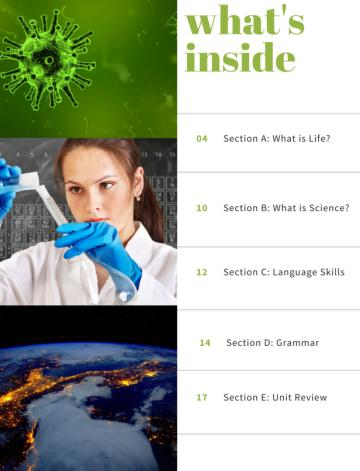 what's
inside
04 Section A: What is Life?
10 Section B: What is Science?
12 Section C: Language Skills
14 Section D: Grammar
17 Section E: Unit Review